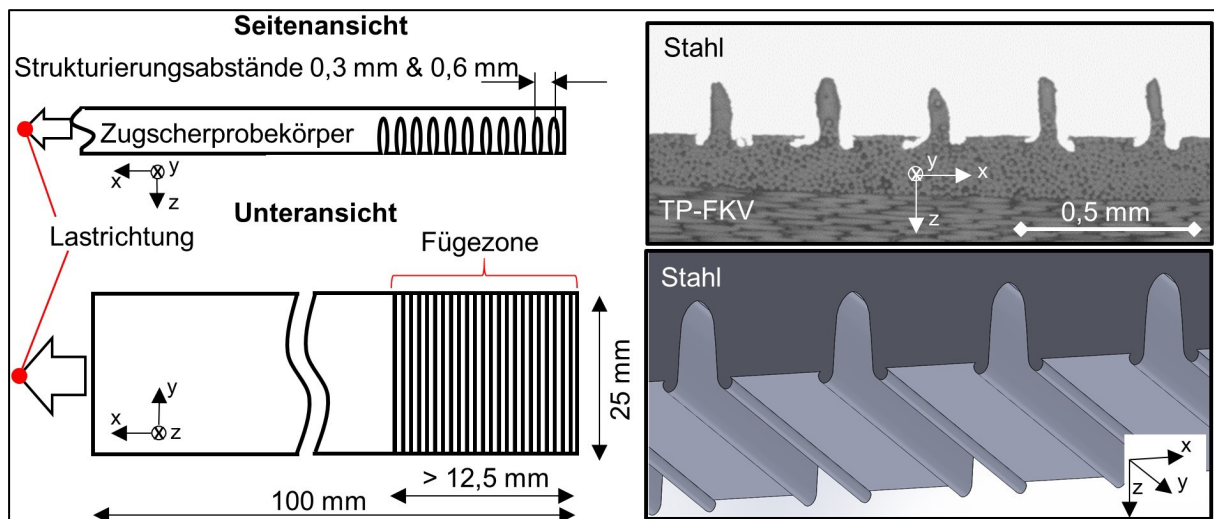 Seitenansicht
Strukturierungsabstände 0,3 mm & 0,6 mm
Zugscherprobekörper
x
y
z
Unteransicht
Lastrichtung
Fügezone
y
x
z
25 mm
> 12,5 mm
100 mm
Stahl
y
x
z
TP-FKV
0,5 mm
Stahl
x
y
z